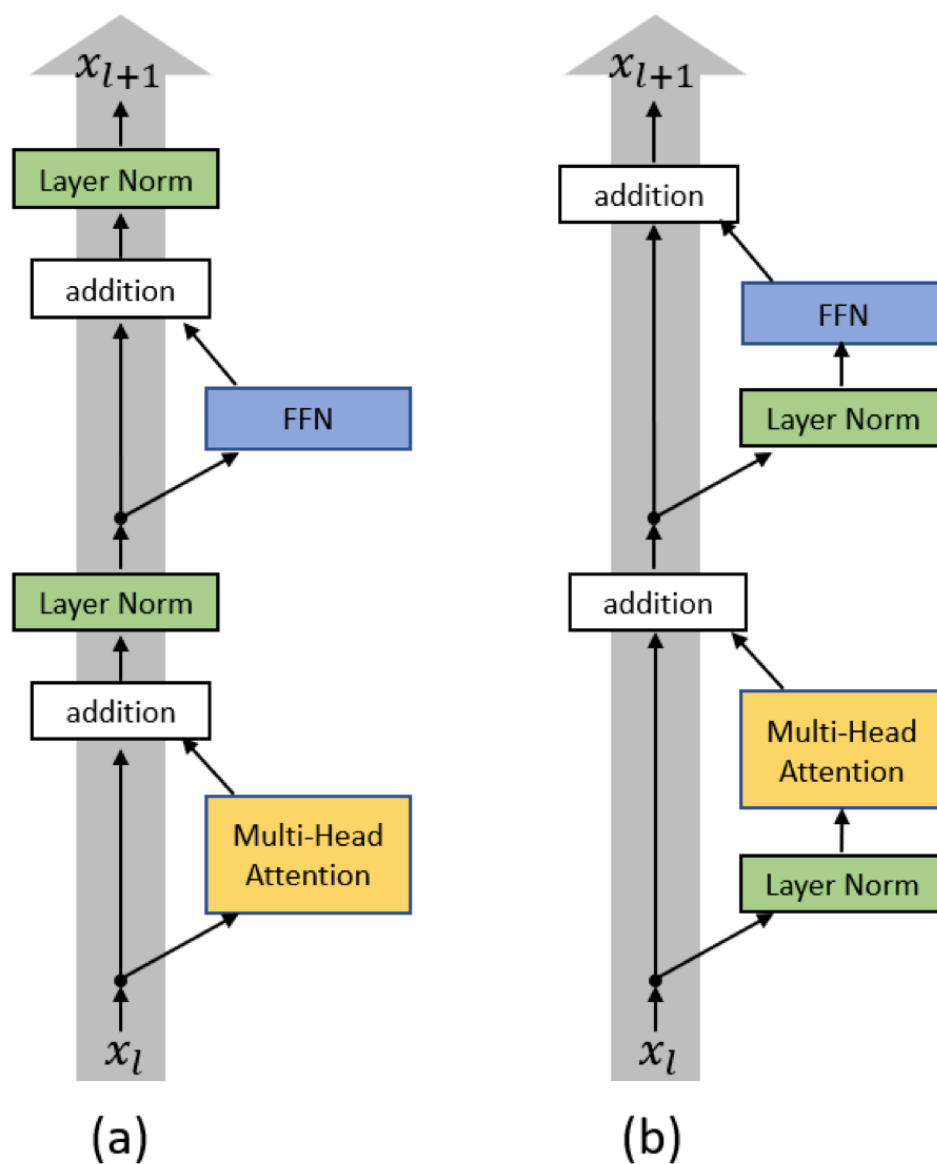 x_{l+1}
Layer Norm
addition
FFN
Layer Norm
addition
Multi-Head
Attention
x_l
(a)
x_{l+1}
addition
FFN
Layer Norm
addition
Multi-Head
Attention
Layer Norm
x_l
(b)